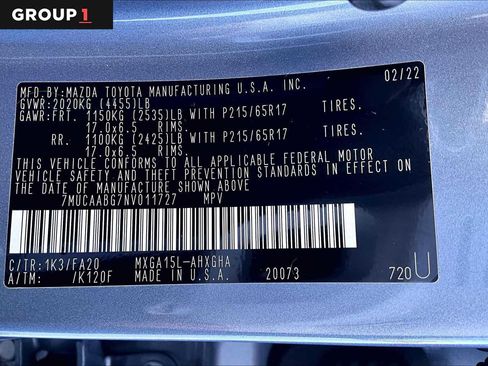 GROUP 1
MFD.BY:MAZDA TOYOTA MANUFACTURING U.S.A. INC. 02/22
GVWR:2020KG (4455)LB
GAWR:FRT. 1150KG (2535)LB WITH P215/65R17 TIRES,
17.0x6.5 RIMS,
RR. 1100KG (2425)LB WITH P215/65R17 TIRES,
17.0x6.5 RIMS,
THIS VEHICLE CONFORMS TO ALL APPLICABLE FEDERAL MOTOR
VEHICLE SAFETY AND THEFT PREVENTION STANDARDS IN EFFECT ON
THE DATE OF MANUFACTURE SHOWN ABOVE
7MUCAABG7NV011727 MPV
C/TR:1K3/FA20 MXGA15L-AHXGHA
A/TM: /K120F MADE IN U.S.A. 20073 720U